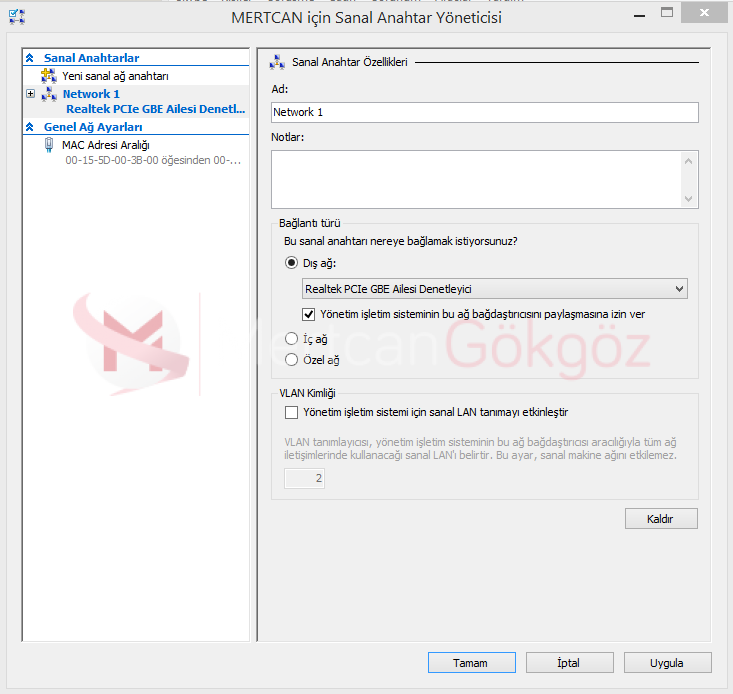 MERTCAN için Sanal Anahtar Yöneticisi
Sanal Anahtarlar
Yeni sanal ağ anahtarı
Network 1
Realtek PCIe GBE Ailesi Denetl...
Genel Ağ Ayarları
MAC Adresi Aralığı
00-15-5D-00-3B-00 öğesinden 00-...
Sanal Anahtar Özellikleri
Ad:
Network 1
Notlar:
Bağlantı türü
Bu sanal anahtarı nereye bağlamak istiyorsunuz?
Dış ağ:
Realtek PCIe GBE Ailesi Denetleyici
Yönetim işletim sisteminin bu ağ bağdaştırıcısını paylaşmasına izin ver
İç ağ
Özel ağ
MertcanGökgöz
VLAN Kimliği
Yönetim işletim sistemi için sanal LAN tanımayı etkinleştir
VLAN tanımlayıcısı, yönetim işletim sisteminin bu ağ bağdaştırıcısı aracılığıyla tüm ağ
iletişimlerinde kullanacağı sanal LAN'ı belirtir. Bu ayar, sanal makine ağını etkilemez.
2
Kaldır
Tamam
İptal
Uygula